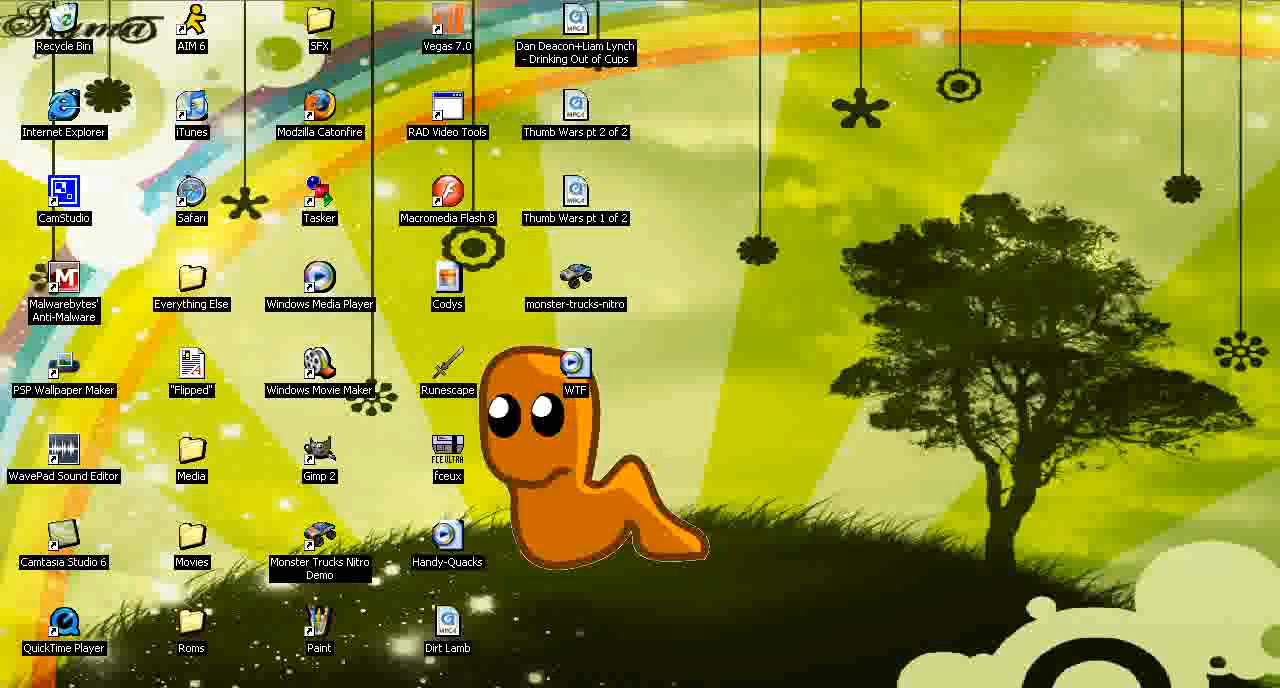 Sigma
Recycle Bin
AIM 6
SFX
Vegas 7.0
Dan Deacon+Liam Lynch
- Drinking Out of Cups
Internet Explorer
iTunes
Modzilla Catonfire
RAD Video Tools
Thumb Wars pt 2 of 2
CamStudio
Safari
Tasker
Macromedia Flash 8
Thumb Wars pt 1 of 2
Malwarebytes'
Anti-Malware
Everything Else
Windows Media Player
Codys
monster-trucks-nitro
PSP Wallpaper Maker
"Flipped"
Windows Movie Maker
Runescape
WTF
WavePad Sound Editor
Media
Gimp 2
FCE ULTRA
fceux
Camtasia Studio 6
Movies
Monster Trucks Nitro
Demo
Handy-Quacks
QuickTime Player
Roms
Paint
Dirt Lamb